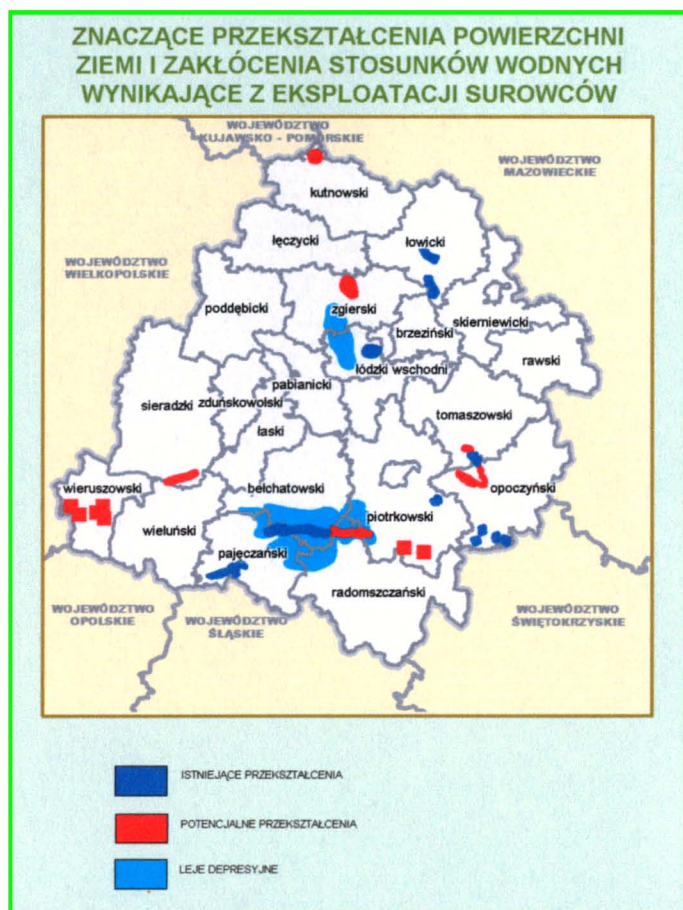 ZNACZĄCE PRZEKSZTAŁCENIA POWIERZCHNI
ZIEMI I ZAKŁÓCENIA STOSUNKÓW WODNYCH
WYNIKAJĄCE Z EKSPLOATACJI SUROWCÓW
WOJEWÓDZTWO
KUJAWSKO - POMORSKIE
WOJEWÓDZTWO
MAZOWIECKIE
kutnowski
łęczycki
łowicki
WOJEWÓDZTWO
WIELKOPOLSKIE
poddębicki
zgierski
brzeziński
skierniewicki
rawski
łódzki wschodni
pabianicki
zduńskowolski
sieradzki
tomaszowski
łaski
wieruszowski
bełchatowski
opoczyński
piotrkowski
wieluński
pajęczański
radomszczański
WOJEWÓDZTWO
OPOLSKIE
WOJEWÓDZTWO
ŚLĄSKIE
WOJEWÓDZTWO
ŚWIĘTOKRZYSKIE
ISTNIEJĄCE PRZEKSZTAŁCENIA
POTENCJALNE PRZEKSZTAŁCENIA
LEJE DEPRESYJNE